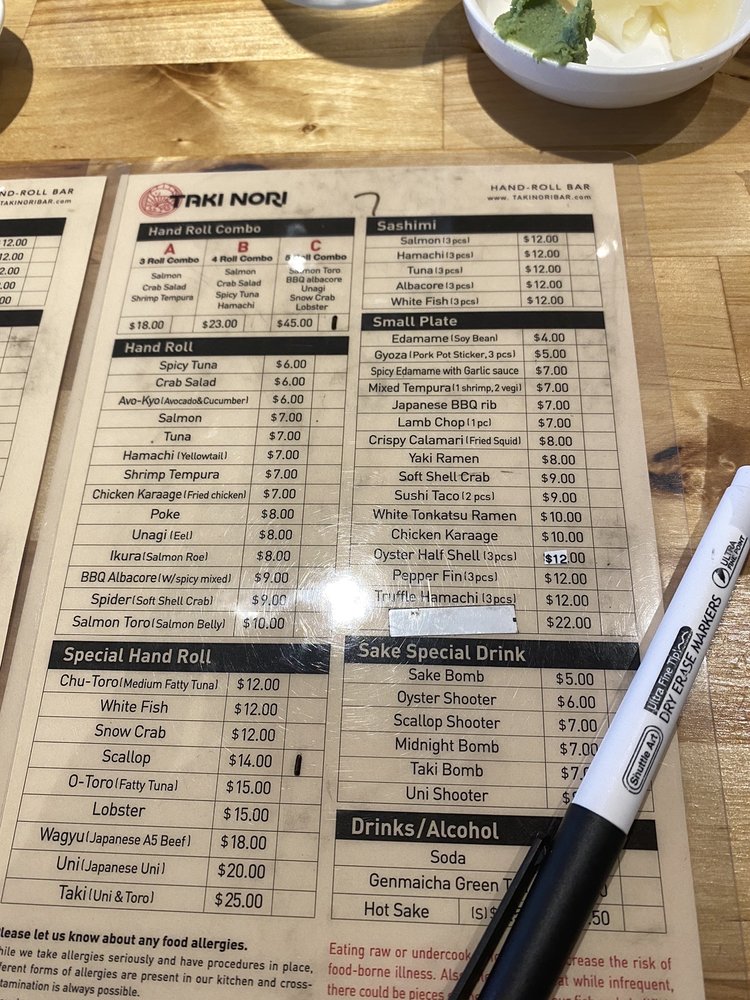 ND-ROLL BAR
TAKINORIBAR.COM
12.00
2.00
2.00
.00
00
TAKI NORI
7
HAND-ROLL BAR
www. TAKINORIBAR.COM
Hand Roll Combo
A B C
3 Roll Combo 4 Roll Combo 5 Roll Combo
Salmon Salmon Salmon Toro
Crab Salad Crab Salad BBQ albacore
Shrimp Tempura Spicy Tuna Unagi
Hamachi Snow Crab
Lobster
$18.00 $23.00 $45.00
Hand Roll
Spicy Tuna $6.00
Crab Salad $6.00
Avo-Kyo (Avocado&Cucumber) $6.00
Salmon $7.00
Tuna $7.00
Hamachi (Yellowtail) $7.00
Shrimp Tempura $7.00
Chicken Karaage (Fried chicken) $7.00
Poke $8.00
Unagi (Eel) $8.00
Ikura (Salmon Roe) $8.00
BBQ Albacore (W/spicy mixed) $9.00
Spider (Soft Shell Crab) $9.00
Salmon Toro (Salmon Belly) $10.00
Special Hand Roll
Chu-Toro (Medium Fatty Tuna) $12.00
White Fish $12.00
Snow Crab $12.00
Scallop $14.00
O-Toro (Fatty Tuna) $15.00
Lobster $15.00
Wagyu (Japanese A5 Beef) $18.00
Uni (Japanese Uni) $20.00
Taki (Uni & Toro) $25.00
Please let us know about any food allergies.
hile we take allergies seriously and have procedures in place,
fferent forms of allergies are present in our kitchen and cross-
tamination is always possible.
Sashimi
Salmon (3 pcs) $12.00
Hamachi (3 pcs) $12.00
Tuna (3 pcs) $12.00
Albacore (3 pcs) $12.00
White Fish (3 pcs) $12.00
Small Plate
Edamame (Soy Bean) $4.00
Gyoza (Pork Pot Sticker, 3 pcs) $5.00
Spicy Edamame with Garlic sauce $7.00
Mixed Tempura (1 shrimp, 2 vegi) $7.00
Japanese BBQ rib $7.00
Lamb Chop (1 pc) $7.00
Crispy Calamari (Fried Squid) $8.00
Yaki Ramen $8.00
Soft Shell Crab $9.00
Sushi Taco (2 pcs) $9.00
White Tonkatsu Ramen $10.00
Chicken Karaage $10.00
Oyster Half Shell (3pcs) $12.00
Pepper Fin (3pcs) $12.00
Truffle Hamachi (3pcs) $12.00
$22.00
Sake Special Drink
Sake Bomb $5.00
Oyster Shooter $6.00
Scallop Shooter $7.00
Midnight Bomb $7.00
Taki Bomb $7.
Uni Shooter
Drinks/Alcohol
Soda
Genmaicha Green T
Hot Sake (S) $ .50
Eating raw or undercook crease the risk of
food-borne illness. Als at while infrequent,
there could be pieces
Shuttle Art
Ultra Fine Tip
DRY ERASE MARKERS
ULTRA
FINE POINT